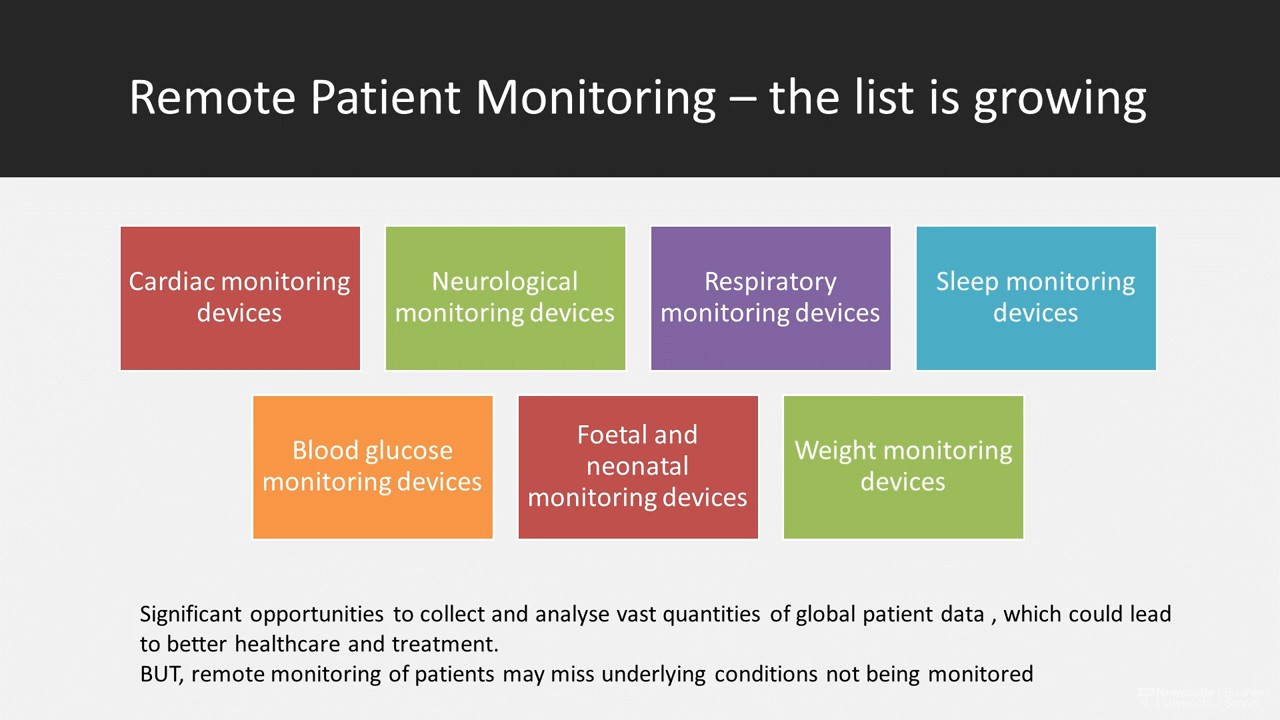 Remote Patient Monitoring – the list is growing
Cardiac monitoring
devices
Neurological
monitoring devices
Respiratory
monitoring devices
Sleep monitoring
devices
Blood glucose
monitoring devices
Foetal and
neonatal
monitoring devices
Weight monitoring
devices
Significant opportunities to collect and analyse vast quantities of global patient data , which could lead
to better healthcare and treatment.
BUT, remote monitoring of patients may miss underlying conditions not being monitored